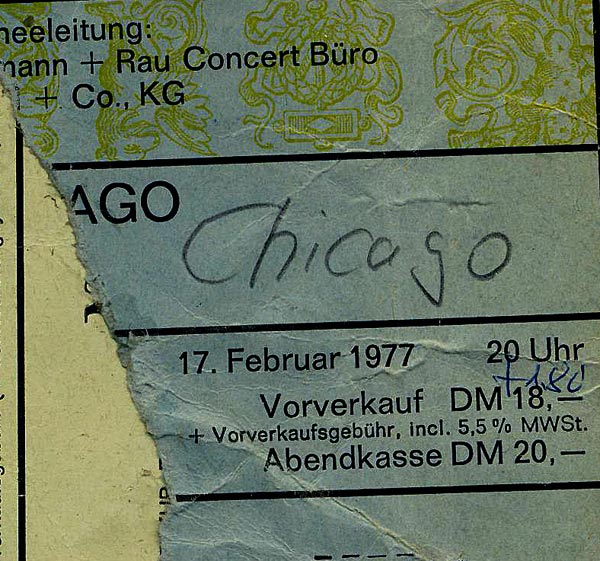 neeleitung:
mann + Rau Concert Büro
+ Co., KG
AGO
Chicago
17. Februar 1977 20 Uhr
+ 1,80
Vorverkauf DM 18,—
+ Vorverkaufsgebühr, incl. 5,5 % MWSt.
Abendkasse DM 20,—